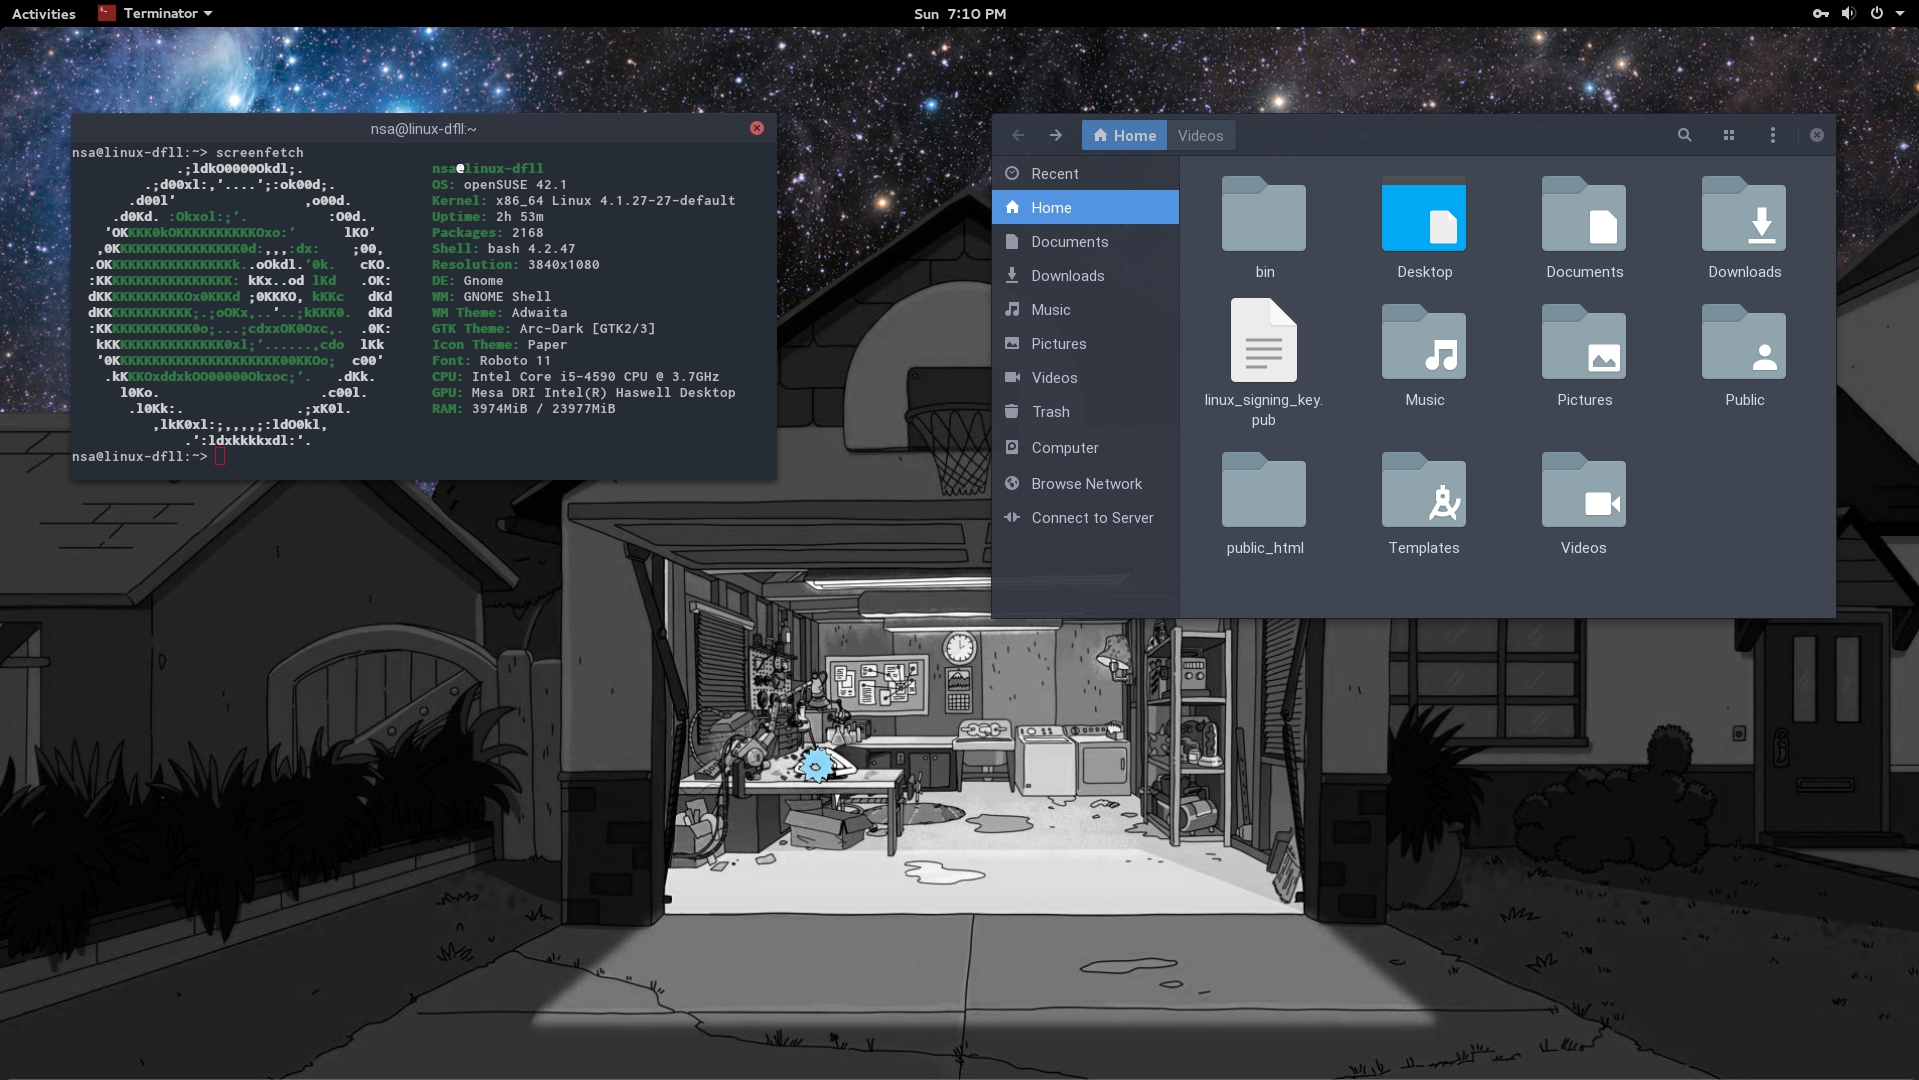 Activities
Terminator
Sun 7:10 PM
nsa@linux-dfll:~
nsa@linux-dfll:~> screenfetch
nsa@linux-dfll
OS: openSUSE 42.1
Kernel: x86_64 Linux 4.1.27-27-default
Uptime: 2h 53m
Packages: 2168
Shell: bash 4.2.47
Resolution: 3840x1080
DE: Gnome
WM: GNOME Shell
WM Theme: Adwaita
GTK Theme: Arc-Dark [GTK2/3]
Icon Theme: Paper
Font: Roboto 11
CPU: Intel Core i5-4590 CPU @ 3.7GHz
GPU: Mesa DRI Intel(R) Haswell Desktop
RAM: 3974MiB / 23977MiB
nsa@linux-dfll:~>
Home
Videos
Recent
Home
Documents
Downloads
Music
Pictures
Videos
Trash
Computer
Browse Network
Connect to Server
bin
Desktop
Documents
Downloads
linux_signing_key.
pub
Music
Pictures
Public
public_html
Templates
Videos